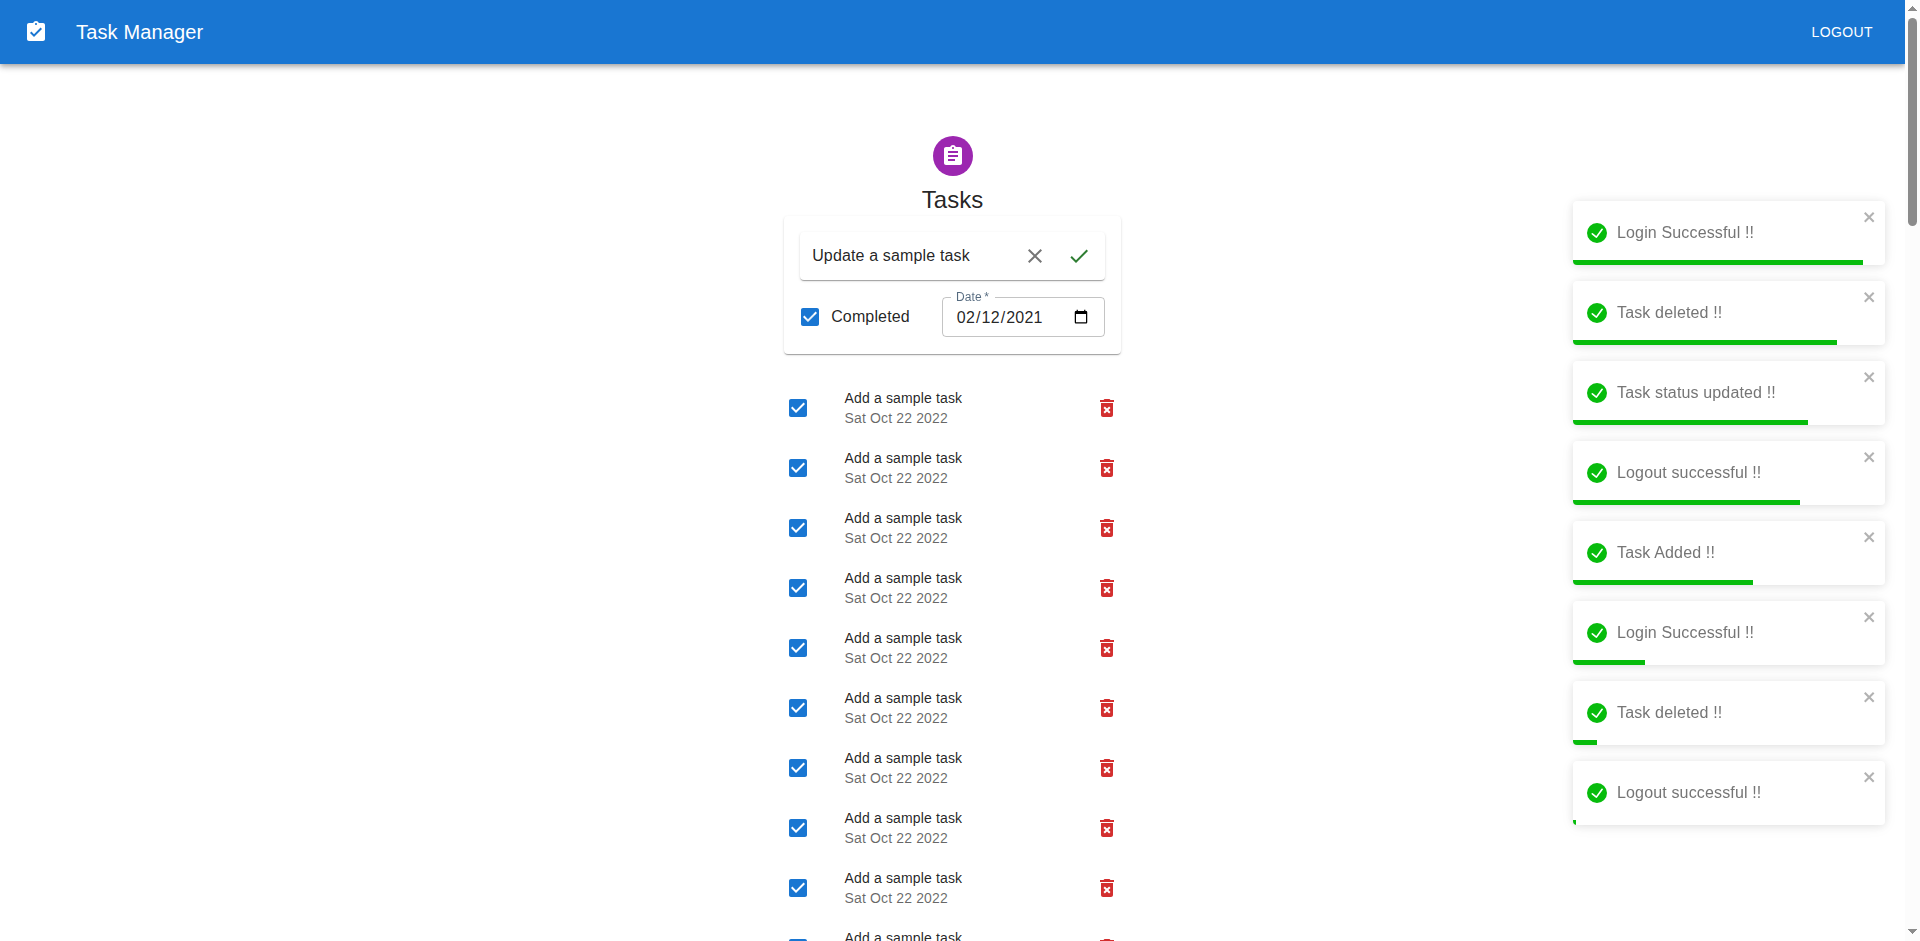 Task Manager
LOGOUT
Tasks
Update a sample task
Completed
Date *
02/12/2021
Add a sample task
Sat Oct 22 2022
Add a sample task
Sat Oct 22 2022
Add a sample task
Sat Oct 22 2022
Add a sample task
Sat Oct 22 2022
Add a sample task
Sat Oct 22 2022
Add a sample task
Sat Oct 22 2022
Add a sample task
Sat Oct 22 2022
Add a sample task
Sat Oct 22 2022
Add a sample task
Sat Oct 22 2022
Add a sample task
Login Successful !!
Task deleted !!
Task status updated !!
Logout successful !!
Task Added !!
Login Successful !!
Task deleted !!
Logout successful !!